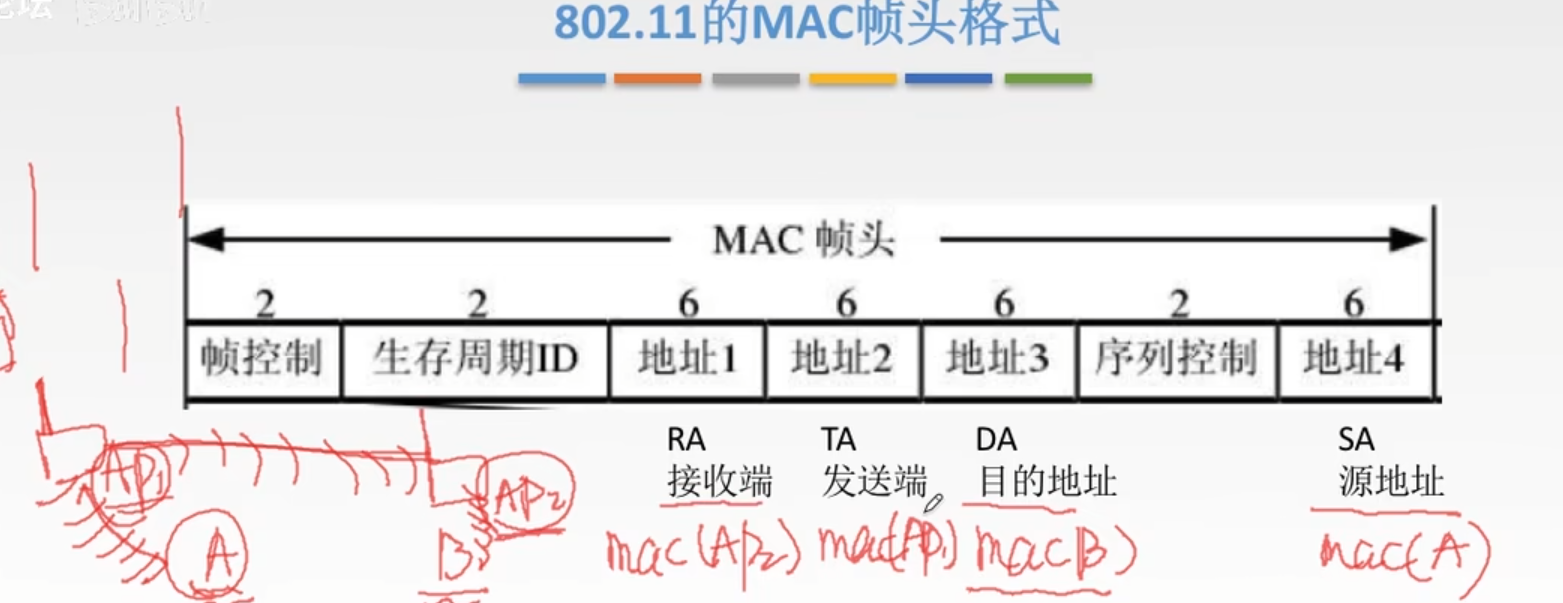 802.11的MAC帧头格式
MAC 帧头
2 2 6 6 6 2 6
帧控制 生存周期ID 地址1 地址2 地址3 序列控制 地址4
RA TA DA SA
接收端 发送端 目的地址 源地址
mac(AP2) mac(AP1) mac(B) mac(A)
AP1
AP2
A
B